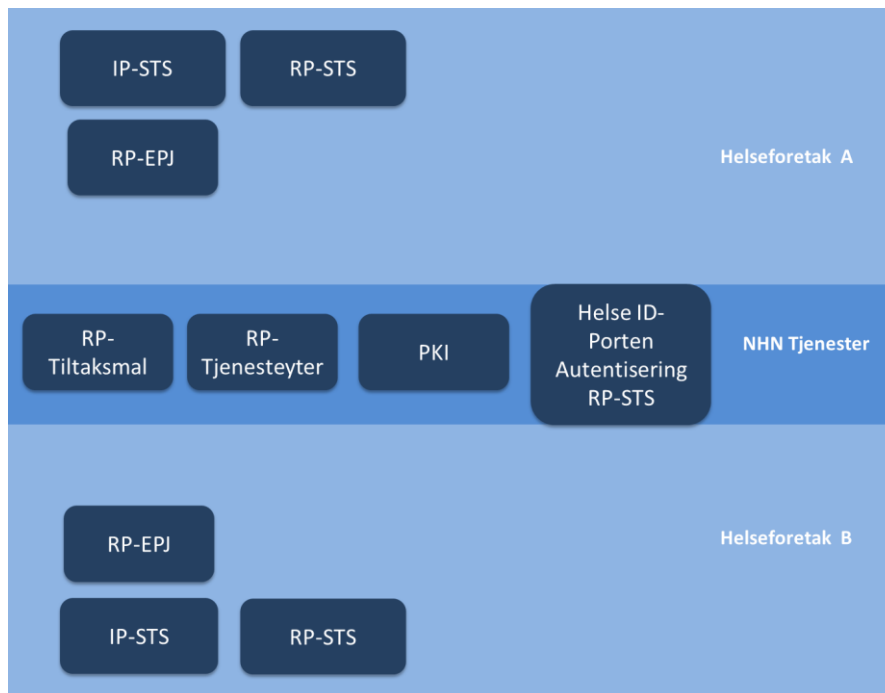 IP-STS
RP-STS
RP-EPJ
Helseforetak A
RP-
Tiltaksmal
RP-
Tjenesteyter
PKI
Helse ID-
Porten
Autentisering
RP-STS
NHN Tjenester
RP-EPJ
Helseforetak B
IP-STS
RP-STS